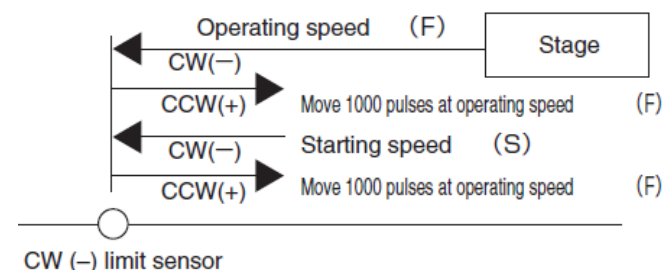 Operating speed （F）
Stage
CW(−)
CCW(+) Move 1000 pulses at operating speed （F）
CW(−) Starting speed （S）
CCW(+) Move 1000 pulses at operating speed （F）
CW (–) limit sensor